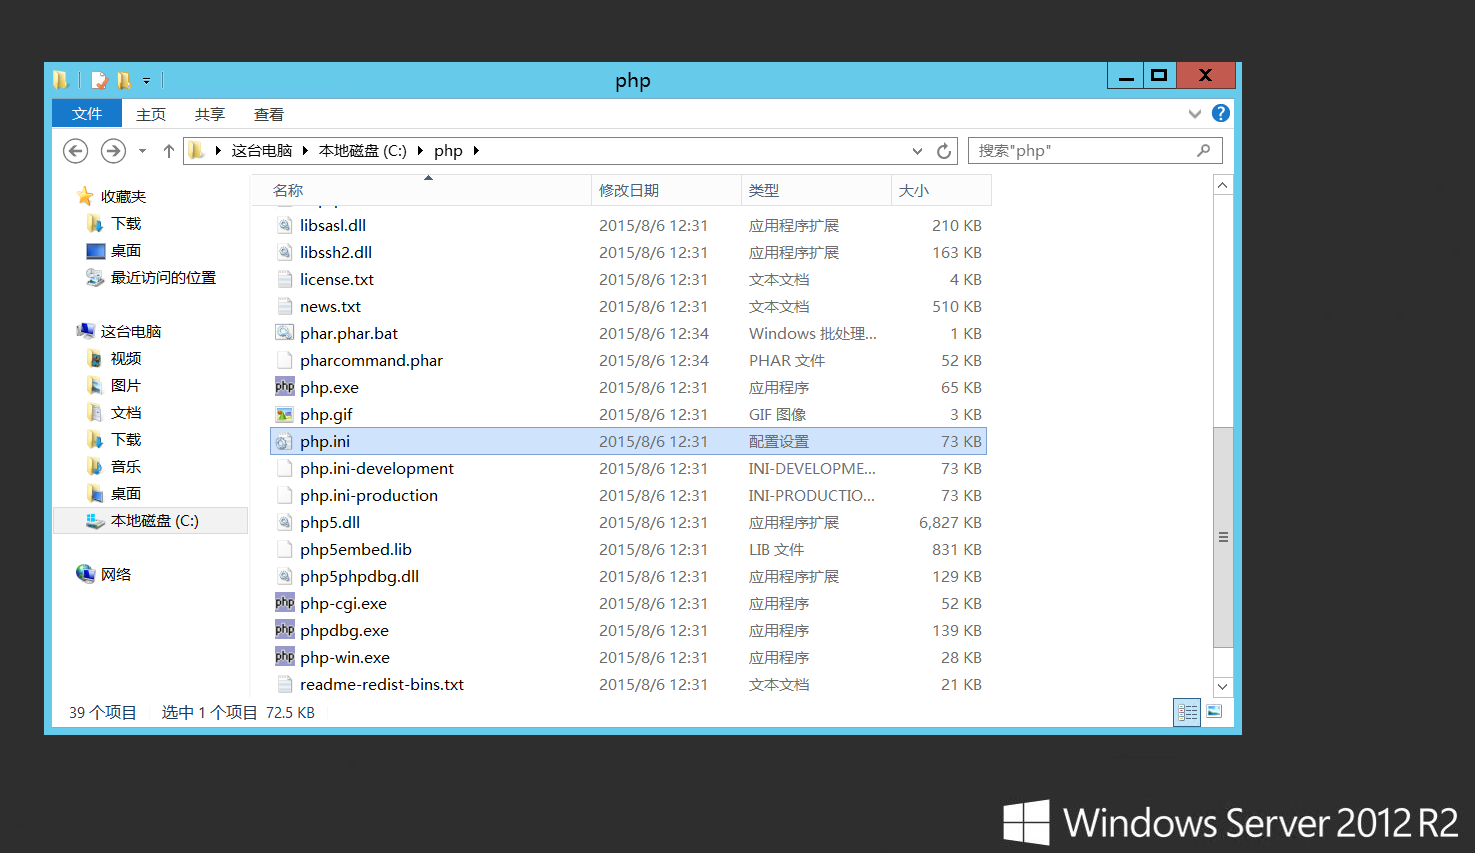 php
文件 主页 共享 查看
这台电脑 本地磁盘 (C:) php 搜索"php"
名称 修改日期 类型 大小
收藏夹
下载
桌面
最近访问的位置
这台电脑
视频
图片
文档
下载
音乐
桌面
本地磁盘 (C:)
网络
libsasl.dll 2015/8/6 12:31 应用程序扩展 210 KB
libssh2.dll 2015/8/6 12:31 应用程序扩展 163 KB
license.txt 2015/8/6 12:31 文本文档 4 KB
news.txt 2015/8/6 12:31 文本文档 510 KB
phar.phar.bat 2015/8/6 12:34 Windows 批处理... 1 KB
pharcommand.phar 2015/8/6 12:34 PHAR 文件 52 KB
php php.exe 2015/8/6 12:31 应用程序 65 KB
php.gif 2015/8/6 12:31 GIF 图像 3 KB
php.ini 2015/8/6 12:31 配置设置 73 KB
php.ini-development 2015/8/6 12:31 INI-DEVELOPME... 73 KB
php.ini-production 2015/8/6 12:31 INI-PRODUCTIO... 73 KB
php5.dll 2015/8/6 12:31 应用程序扩展 6,827 KB
php5embed.lib 2015/8/6 12:31 LIB 文件 831 KB
php5phpdbg.dll 2015/8/6 12:31 应用程序扩展 129 KB
php php-cgi.exe 2015/8/6 12:31 应用程序 52 KB
php phpdbg.exe 2015/8/6 12:31 应用程序 139 KB
php php-win.exe 2015/8/6 12:31 应用程序 28 KB
readme-redist-bins.txt 2015/8/6 12:31 文本文档 21 KB
39 个项目 选中 1 个项目 72.5 KB
Windows Server 2012 R2